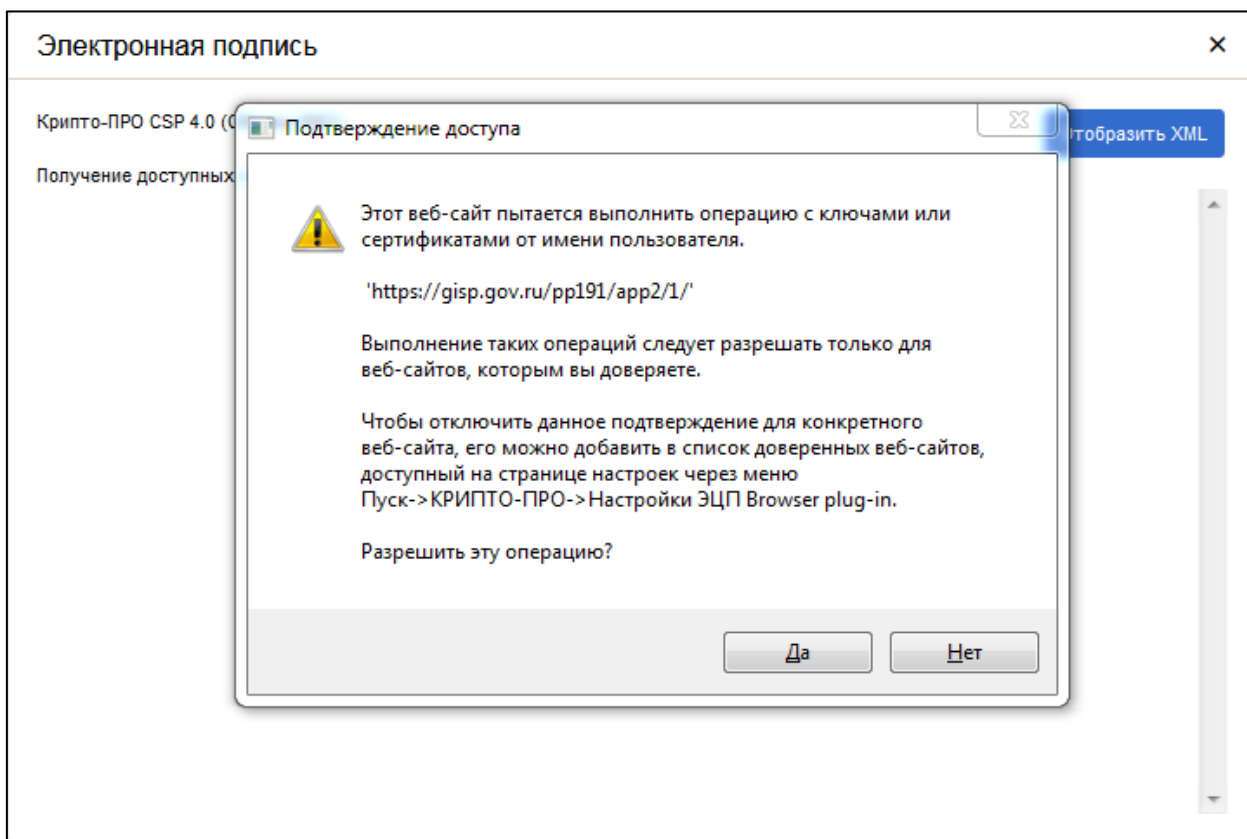 Электронная подпись
Крипто-ПРО CSP 4.0 (
Подтверждение доступа
тобразить XML
Получение доступных
Этот веб-сайт пытается выполнить операцию с ключами или
сертификатами от имени пользователя.
'https://gisp.gov.ru/pp191/app2/1/'
Выполнение таких операций следует разрешать только для
веб-сайтов, которым вы доверяете.
Чтобы отключить данное подтверждение для конкретного
веб-сайта, его можно добавить в список доверенных веб-сайтов,
доступный на странице настроек через меню
Пуск->КРИПТО-ПРО->Настройки ЭЦП Browser plug-in.
Разрешить эту операцию?
Да
Нет